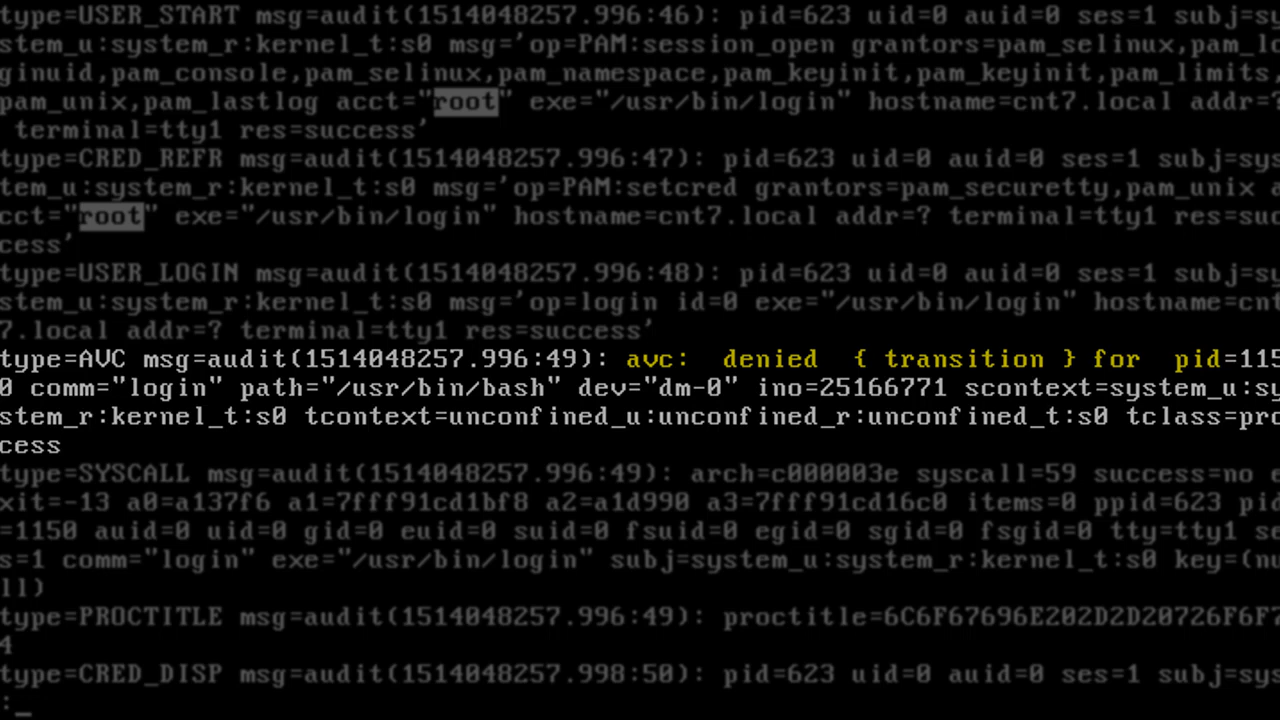 type=USER_START msg=audit(1514048257.996:46): pid=623 uid=0 auid=0 ses=1 subj=sy
stem_u:system_r:kernel_t:s0 msg='op=PAM:session_open grantors=pam_selinux,pam_lo
ginuid,pam_console,pam_selinux,pam_namespace,pam_keyinit,pam_keyinit,pam_limits,
pam_unix,pam_lastlog acct="root" exe="/usr/bin/login" hostname=cnt7.local addr=?
 terminal=tty1 res=success'
type=CRED_REFR msg=audit(1514048257.996:47): pid=623 uid=0 auid=0 ses=1 subj=sys
tem_u:system_r:kernel_t:s0 msg='op=PAM:setcred grantors=pam_securetty,pam_unix a
cct="root" exe="/usr/bin/login" hostname=cnt7.local addr=? terminal=tty1 res=suc
cess'
type=USER_LOGIN msg=audit(1514048257.996:48): pid=623 uid=0 auid=0 ses=1 subj=sy
stem_u:system_r:kernel_t:s0 msg='op=login id=0 exe="/usr/bin/login" hostname=cnt
7.local addr=? terminal=tty1 res=success'
type=AVC msg=audit(1514048257.996:49): avc:  denied  { transition } for  pid=115
0 comm="login" path="/usr/bin/bash" dev="dm-0" ino=25166771 scontext=system_u:sy
stem_r:kernel_t:s0 tcontext=unconfined_u:unconfined_r:unconfined_t:s0 tclass=pro
cess
type=SYSCALL msg=audit(1514048257.996:49): arch=c000003e syscall=59 success=no e
xit=-13 a0=a137f6 a1=7fff91cd1bf8 a2=a1d990 a3=7fff91cd16c0 items=0 ppid=623 pid
=1150 auid=0 uid=0 gid=0 euid=0 suid=0 fsuid=0 egid=0 sgid=0 fsgid=0 tty=tty1 se
s=1 comm="login" exe="/usr/bin/login" subj=system_u:system_r:kernel_t:s0 key=(nu
ll)
type=PROCTITLE msg=audit(1514048257.996:49): proctitle=6C6F67696E202D2D20726F6F7
4
type=CRED_DISP msg=audit(1514048257.998:50): pid=623 uid=0 auid=0 ses=1 subj=sys
:_